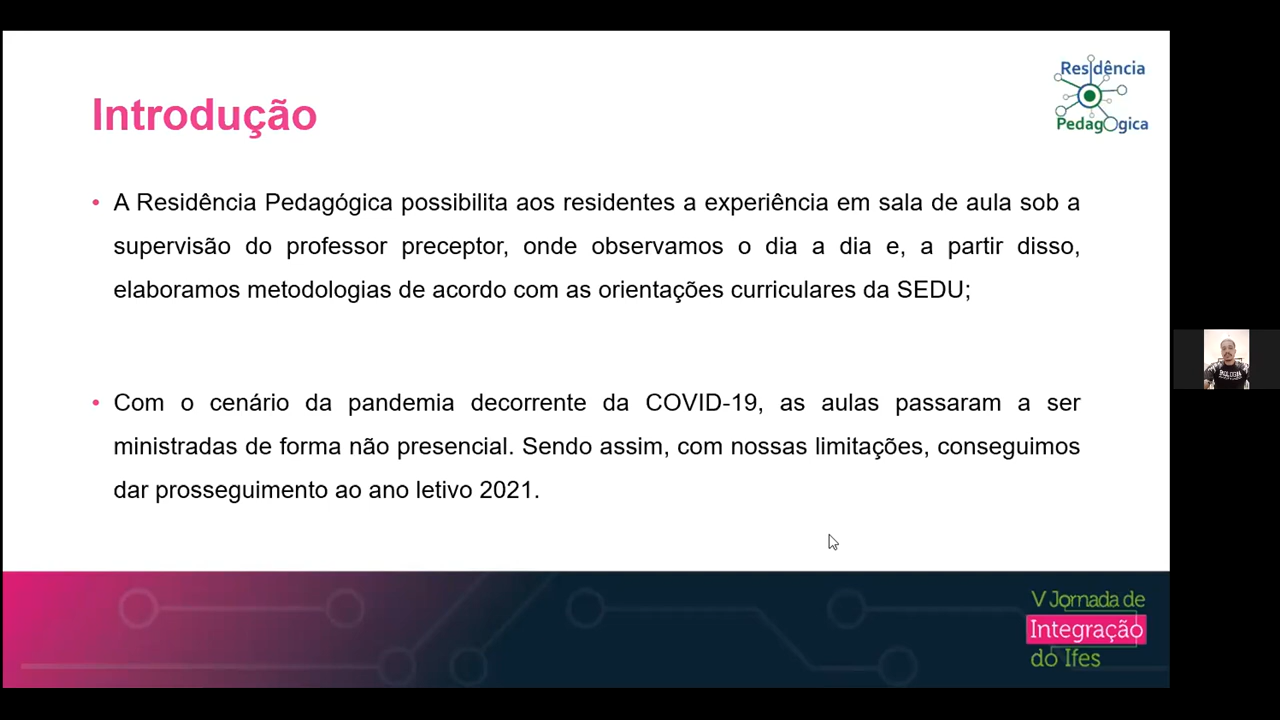 Residência
Pedagógica
Introdução
• A Residência Pedagógica possibilita aos residentes a experiência em sala de aula sob a
supervisão do professor preceptor, onde observamos o dia a dia e, a partir disso,
elaboramos metodologias de acordo com as orientações curriculares da SEDU;
• Com o cenário da pandemia decorrente da COVID-19, as aulas passaram a ser
ministradas de forma não presencial. Sendo assim, com nossas limitações, conseguimos
dar prosseguimento ao ano letivo 2021.
V Jornada de
Integração
do Ifes